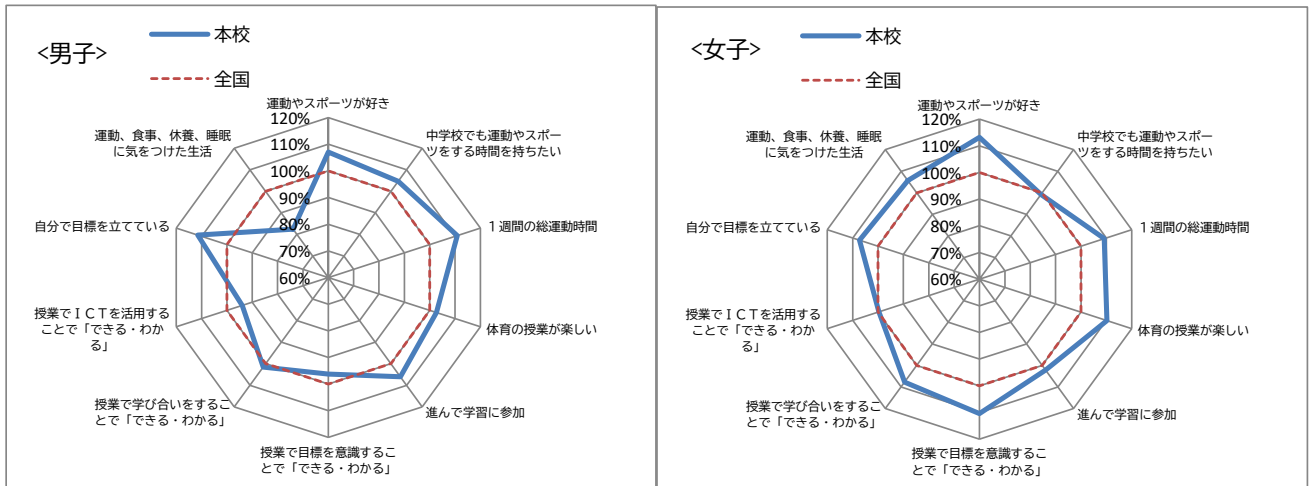 <男子>
本校
全国
運動やスポーツが好き
中学校でも運動やスポー
ツをする時間を持ちたい
１週間の総運動時間
体育の授業が楽しい
進んで学習に参加
授業で目標を意識するこ
とで「できる・わかる」
授業で学び合いをするこ
とで「できる・わかる」
授業でＩＣＴを活用する
ことで「できる・わか
る」
自分で目標を立てている
運動、食事、休養、睡眠
に気をつけた生活
120%
110%
100%
90%
80%
70%
60%
<女子>
本校
全国
運動やスポーツが好き
中学校でも運動やスポー
ツをする時間を持ちたい
１週間の総運動時間
体育の授業が楽しい
進んで学習に参加
授業で目標を意識するこ
とで「できる・わかる」
授業で学び合いをするこ
とで「できる・わかる」
授業でＩＣＴを活用する
ことで「できる・わか
る」
自分で目標を立てている
運動、食事、休養、睡眠
に気をつけた生活
120%
110%
100%
90%
80%
70%
60%